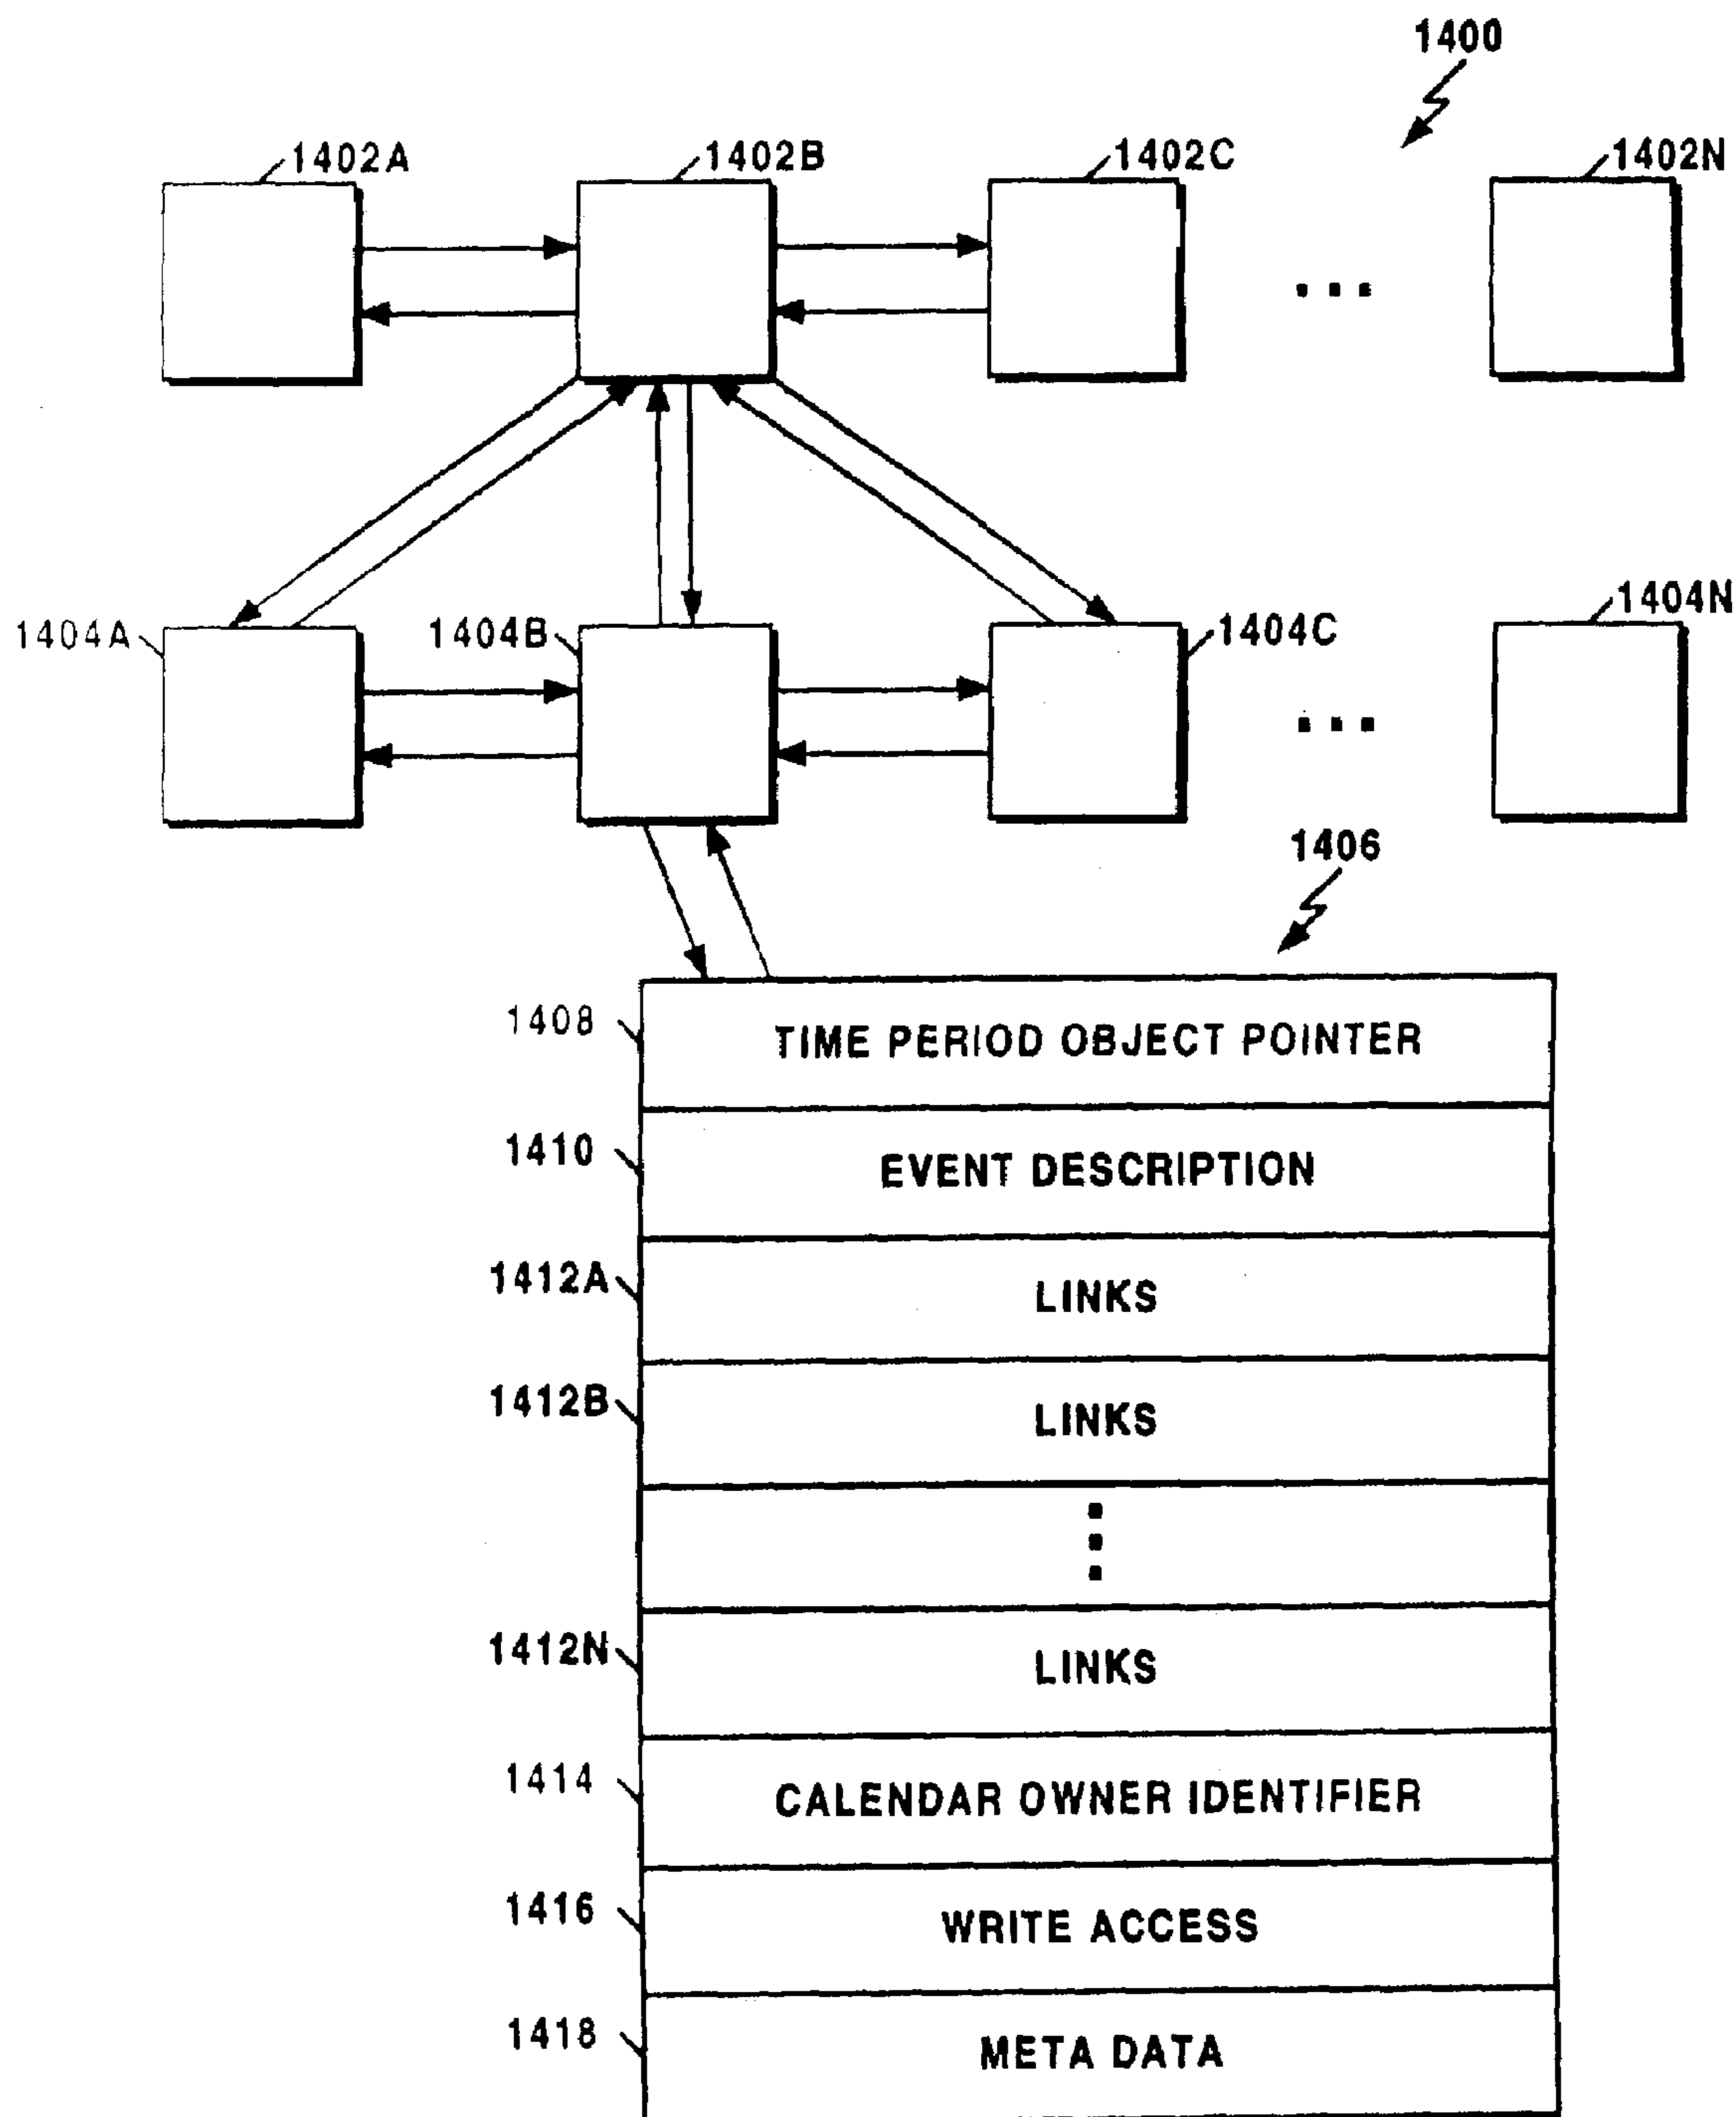 1400
1402A
1402B
1402C
1402N
...
1404A
1404B
1404C
1404N
...
1406
1408
TIME PERIOD OBJECT POINTER
1410
EVENT DESCRIPTION
1412A
LINKS
1412B
LINKS
1412N
LINKS
1414
CALENDAR OWNER IDENTIFIER
1416
WRITE ACCESS
1418
META DATA